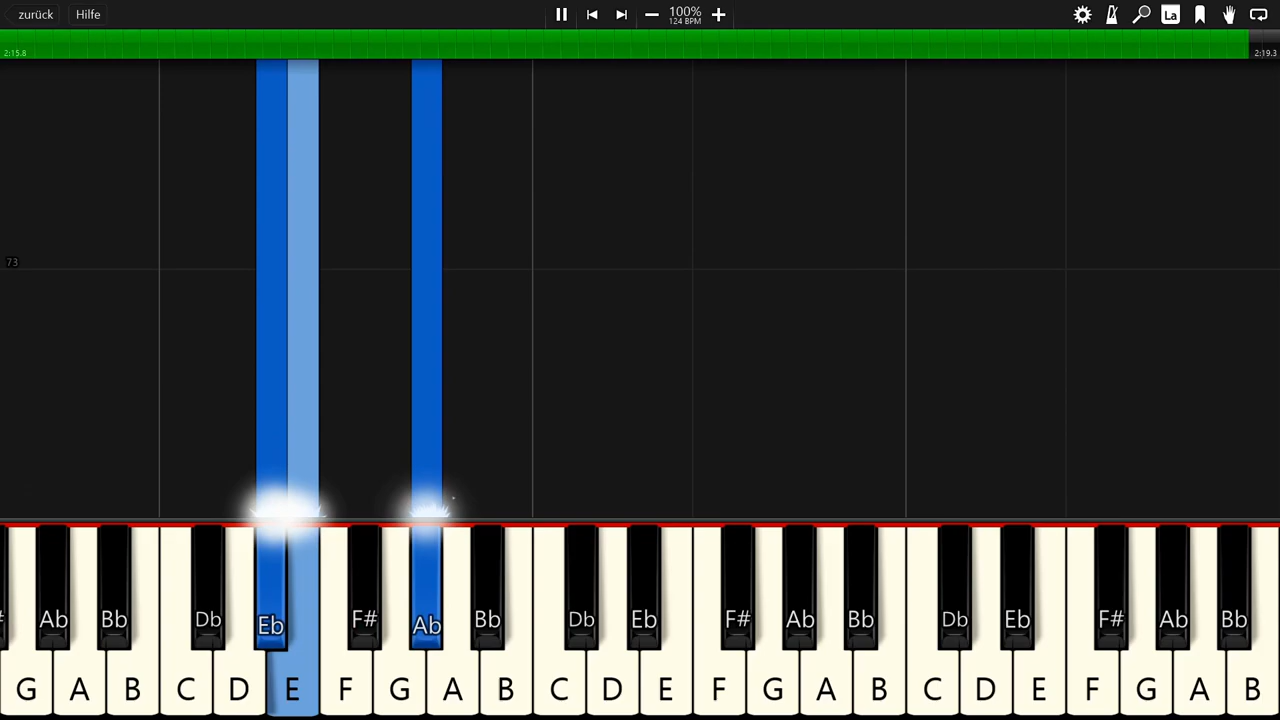 zurück Hilfe 100% La
124 BPM
2:15.8 2:19.3
73
Ab Bb Db Eb F# Ab Bb Db Eb F# Ab Bb Db Eb F# Ab Bb
G A B C D E F G A B C D E F G A B C D E F G A B